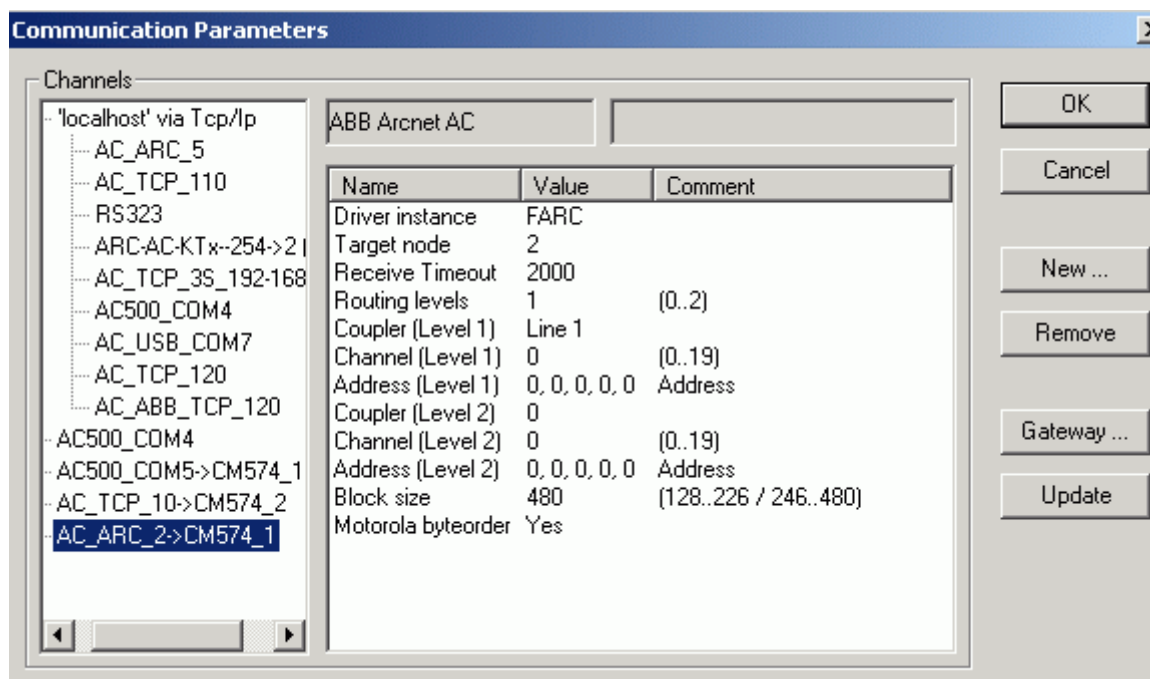 Communication Parameters
Channels
'localhost' via Tcp/Ip
AC_ARC_5
AC_TCP_110
RS323
ARC-AC-KTx--254->2
AC_TCP_3S_192-168
AC500_COM4
AC_USB_COM7
AC_TCP_120
AC_ABB_TCP_120
AC500_COM4
AC500_COM5->CM574_1
AC_TCP_10->CM574_2
AC_ARC_2->CM574_1
ABB Arcnet AC
Name Value Comment
Driver instance FARC
Target node 2
Receive Timeout 2000
Routing levels 1 (0..2)
Coupler (Level 1) Line 1
Channel (Level 1) 0 (0..19)
Address (Level 1) 0, 0, 0, 0, 0 Address
Coupler (Level 2) 0
Channel (Level 2) 0 (0..19)
Address (Level 2) 0, 0, 0, 0, 0 Address
Block size 480 (128..226 / 246..480)
Motorola byteorder Yes
OK
Cancel
New ...
Remove
Gateway ...
Update